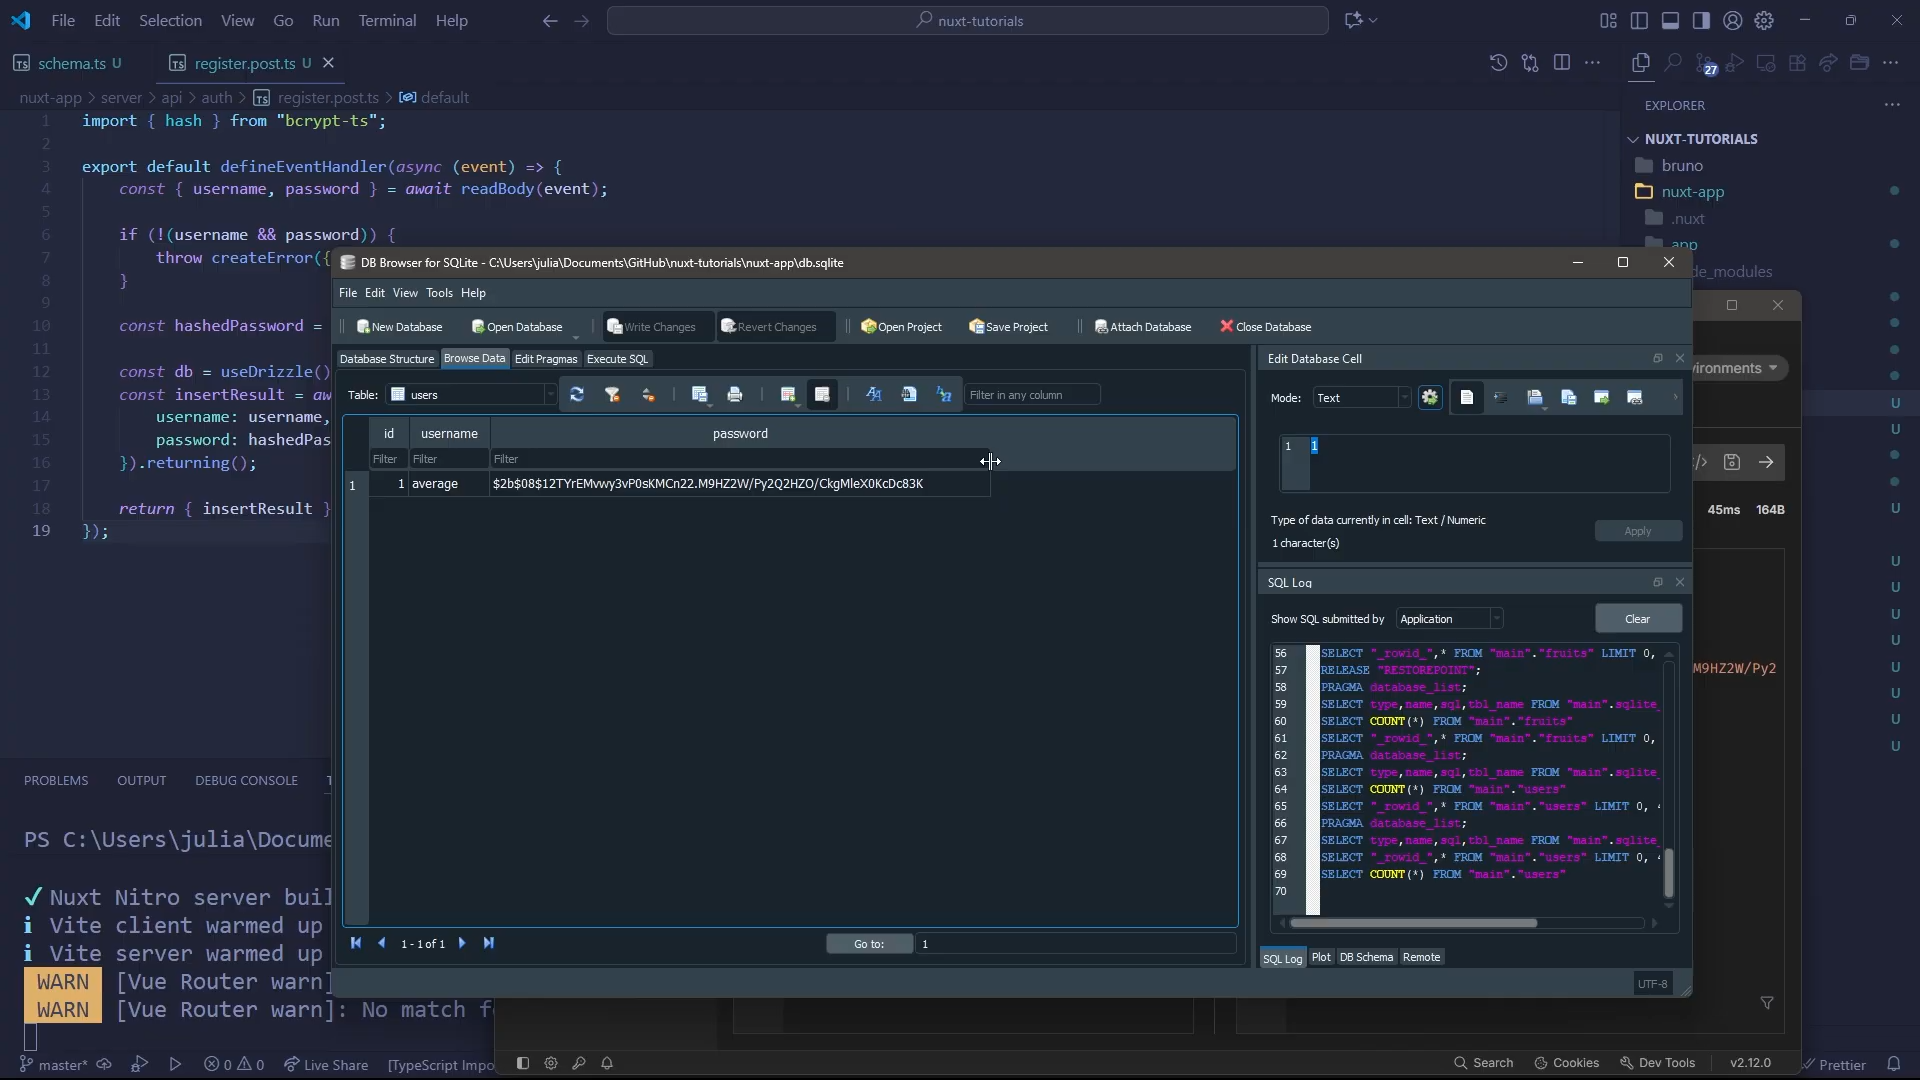 File Edit Selection View Go Run Terminal Help
nuxt-tutorials
schema.ts U
register.post.ts U
27
nuxt-app > server > api > auth > register.post.ts > default
EXPLORER
NUXT-TUTORIALS
bruno
nuxt-app
.nuxt
app
de_modules
1 import { hash } from "bcrypt-ts";
2
3 export default defineEventHandler(async (event) => {
4 const { username, password } = await readBody(event);
5
6 if (!(username && password)) {
7 throw createError({
8 }
9
10 const hashedPassword =
11
12 const db = useDrizzle()
13 const insertResult = aw
14 username: username,
15 password: hashedPas
16 }).returning();
17
18 return { insertResult }
19 });
DB Browser for SQLite - C:\Users\julia\Documents\GitHub\nuxt-tutorials\nuxt-app\db.sqlite
File Edit View Tools Help
New Database Open Database Write Changes Revert Changes Open Project Save Project Attach Database Close Database
Database Structure Browse Data Edit Pragmas Execute SQL
Table: users
Filter in any column
id username password
Filter Filter Filter
1 1 average $2b$08$12TYrEMvwy3vP0sKMCn22.M9HZ2W/Py2Q2HZO/CkgMleX0KcDc83K
1 - 1 of 1
Go to: 1
Edit Database Cell
Mode: Text
1 1
Type of data currently in cell: Text / Numeric
1 character(s)
Apply
SQL Log
Show SQL submitted by Application
Clear
56 SELECT "_rowid_",* FROM "main"."fruits" LIMIT 0,
57 RELEASE "RESTOREPOINT";
58 PRAGMA database_list;
59 SELECT type,name,sql,tbl_name FROM "main".sqlite_
60 SELECT COUNT(*) FROM "main"."fruits"
61 SELECT "_rowid_",* FROM "main"."fruits" LIMIT 0,
62 PRAGMA database_list;
63 SELECT type,name,sql,tbl_name FROM "main".sqlite_
64 SELECT COUNT(*) FROM "main"."users"
65 SELECT "_rowid_",* FROM "main"."users" LIMIT 0, 4
66 PRAGMA database_list;
67 SELECT type,name,sql,tbl_name FROM "main".sqlite_
68 SELECT "_rowid_",* FROM "main"."users" LIMIT 0, 4
69 SELECT COUNT(*) FROM "main"."users"
70
SQL Log Plot DB Schema Remote
UTF-8
vironments
45ms 164B
M9HZ2W/Py2
U
U
U
U
U
U
U
U
U
U
U
U
U
PROBLEMS OUTPUT DEBUG CONSOLE T
PS C:\Users\julia\Docume
✓ Nuxt Nitro server buil
i Vite client warmed up
i Vite server warmed up
WARN [Vue Router warn]
WARN [Vue Router warn]: No match f
master* 0 0 Live Share [TypeScript Impo
Search Cookies Dev Tools v2.12.0
Prettier